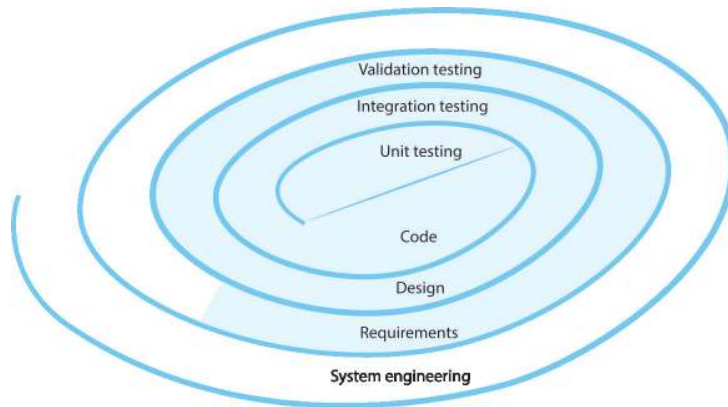 Validation testing
Integration testing
Unit testing
Code
Design
Requirements
System engineering